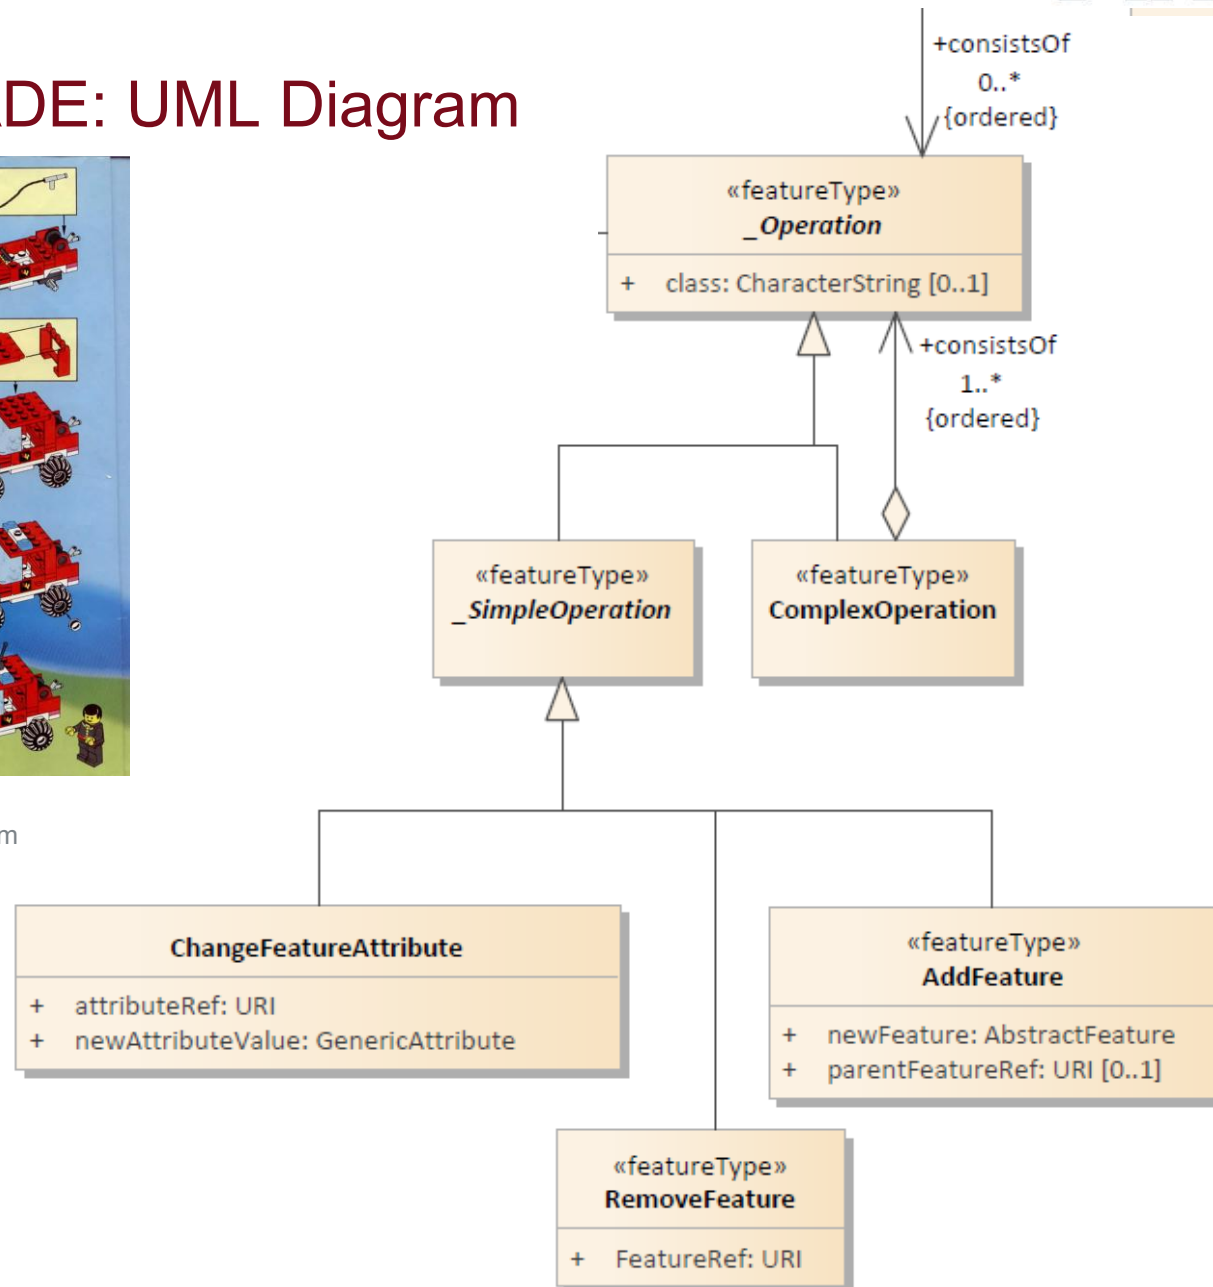 DE: UML Diagram
+consistsOf
0..*
{ordered}
«featureType»
_Operation
+ class: CharacterString [0..1]
+consistsOf
1..*
{ordered}
«featureType»
_SimpleOperation
«featureType»
ComplexOperation
m
ChangeFeatureAttribute
+ attributeRef: URI
+ newAttributeValue: GenericAttribute
«featureType»
AddFeature
+ newFeature: AbstractFeature
+ parentFeatureRef: URI [0..1]
«featureType»
RemoveFeature
+ FeatureRef: URI